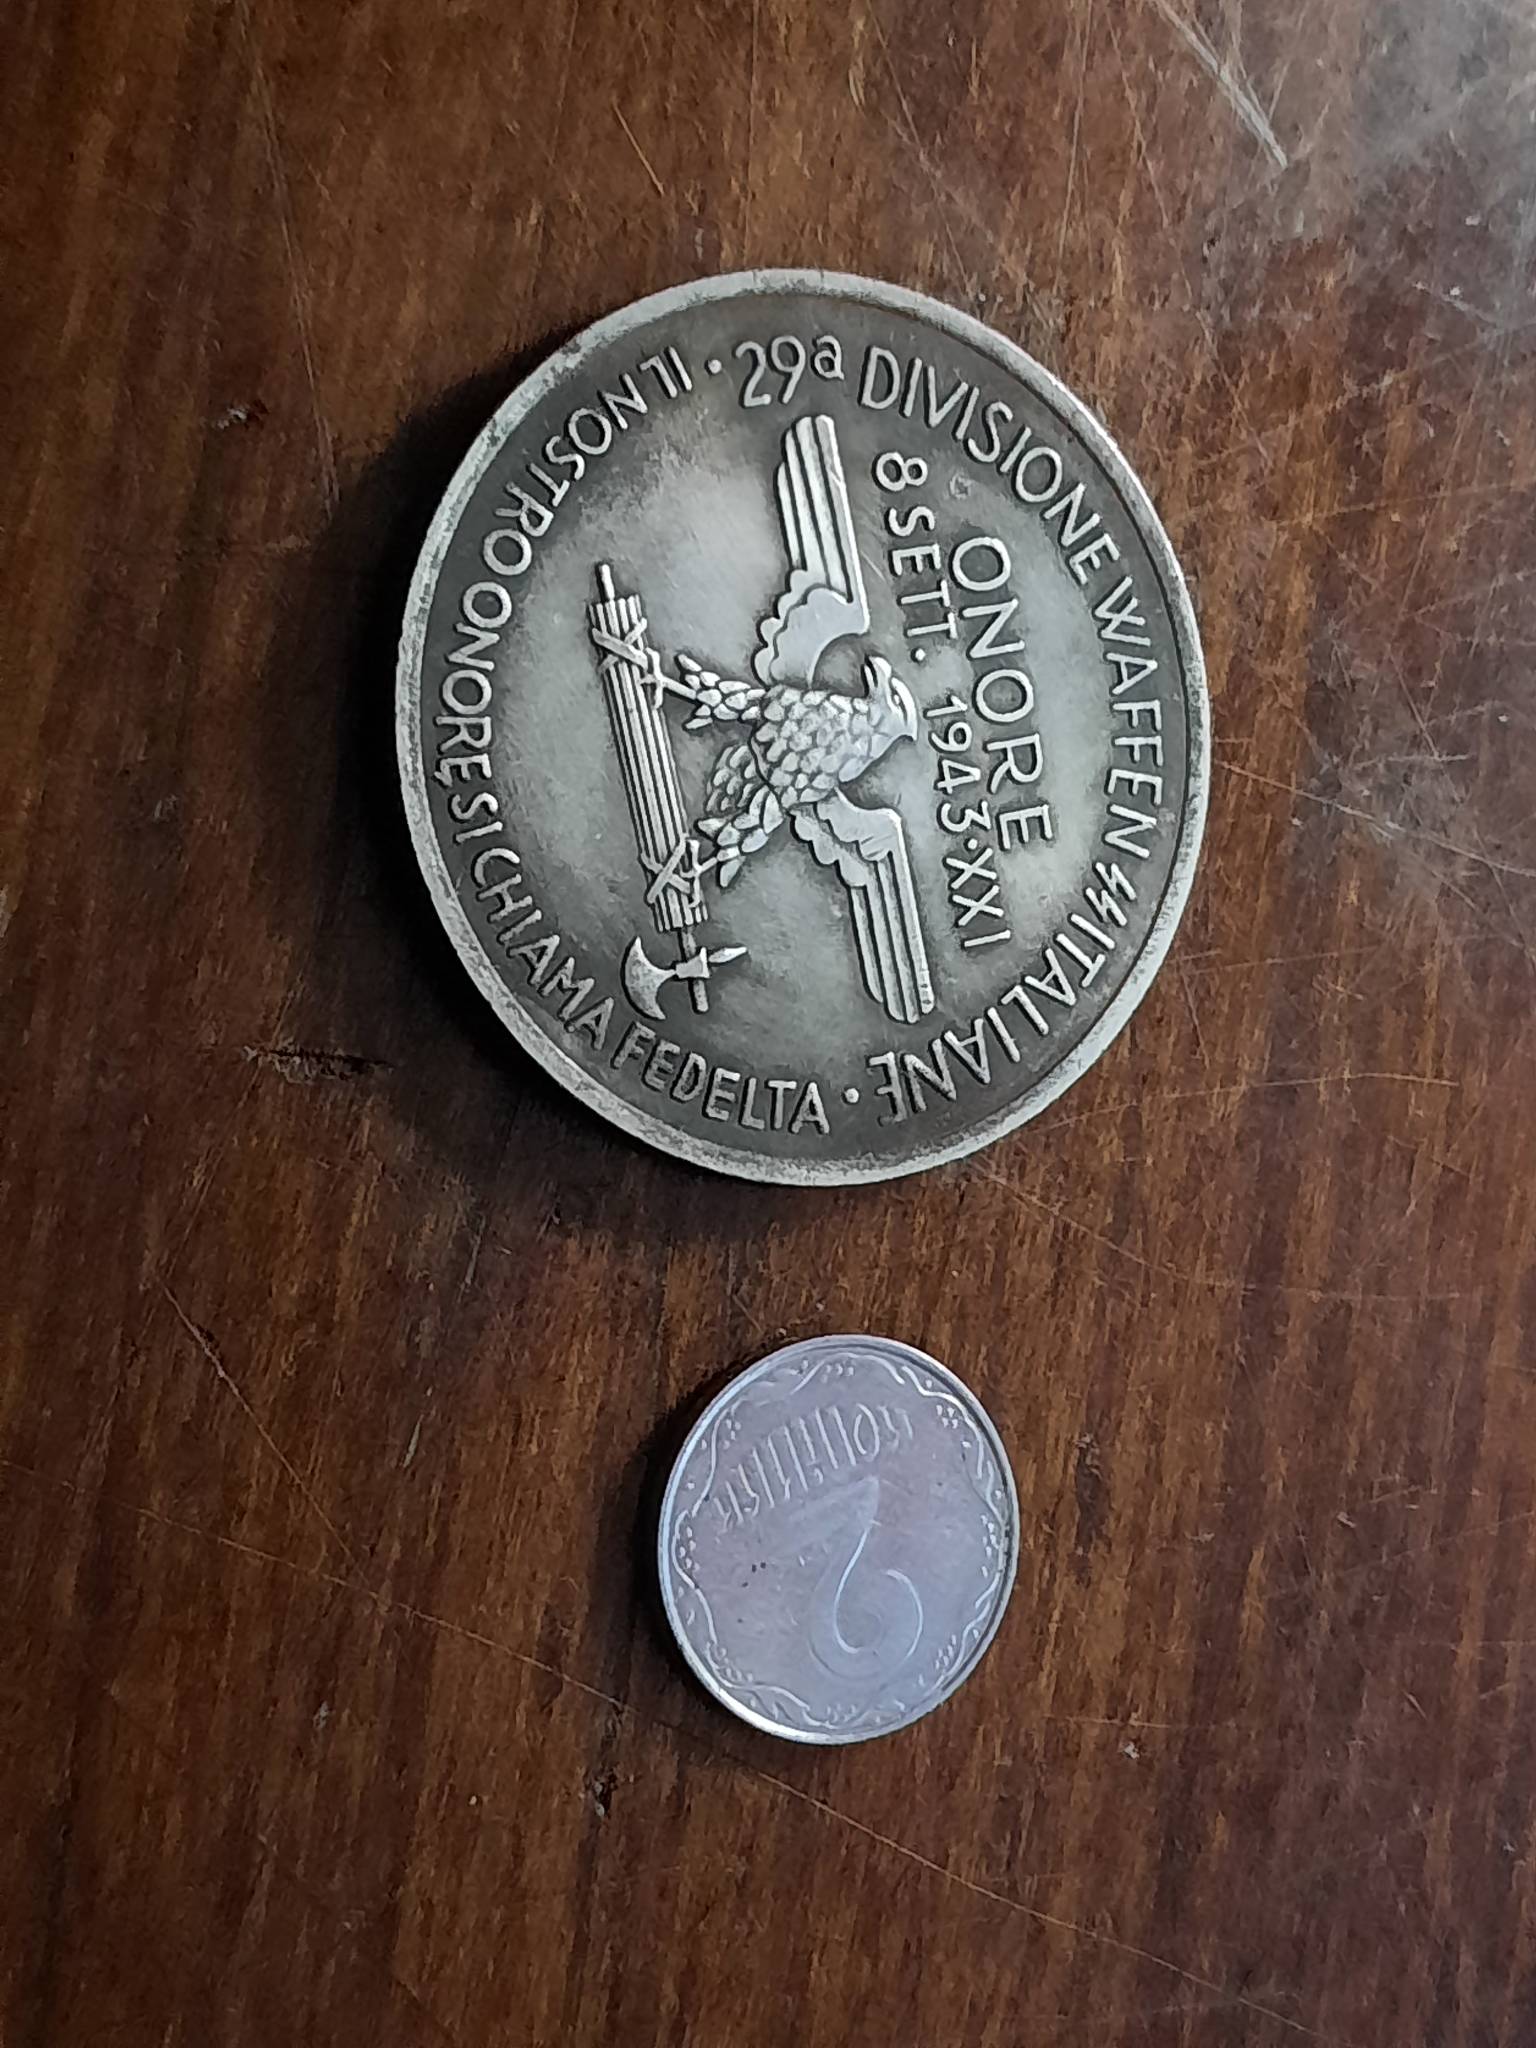 29a DIVISIONE WAFFEN SS ITALIANE
IL NOSTRO ONORE SI CHIAMA FEDELTA
ONORE
8 SETT. 1943·XXI
2
копійки